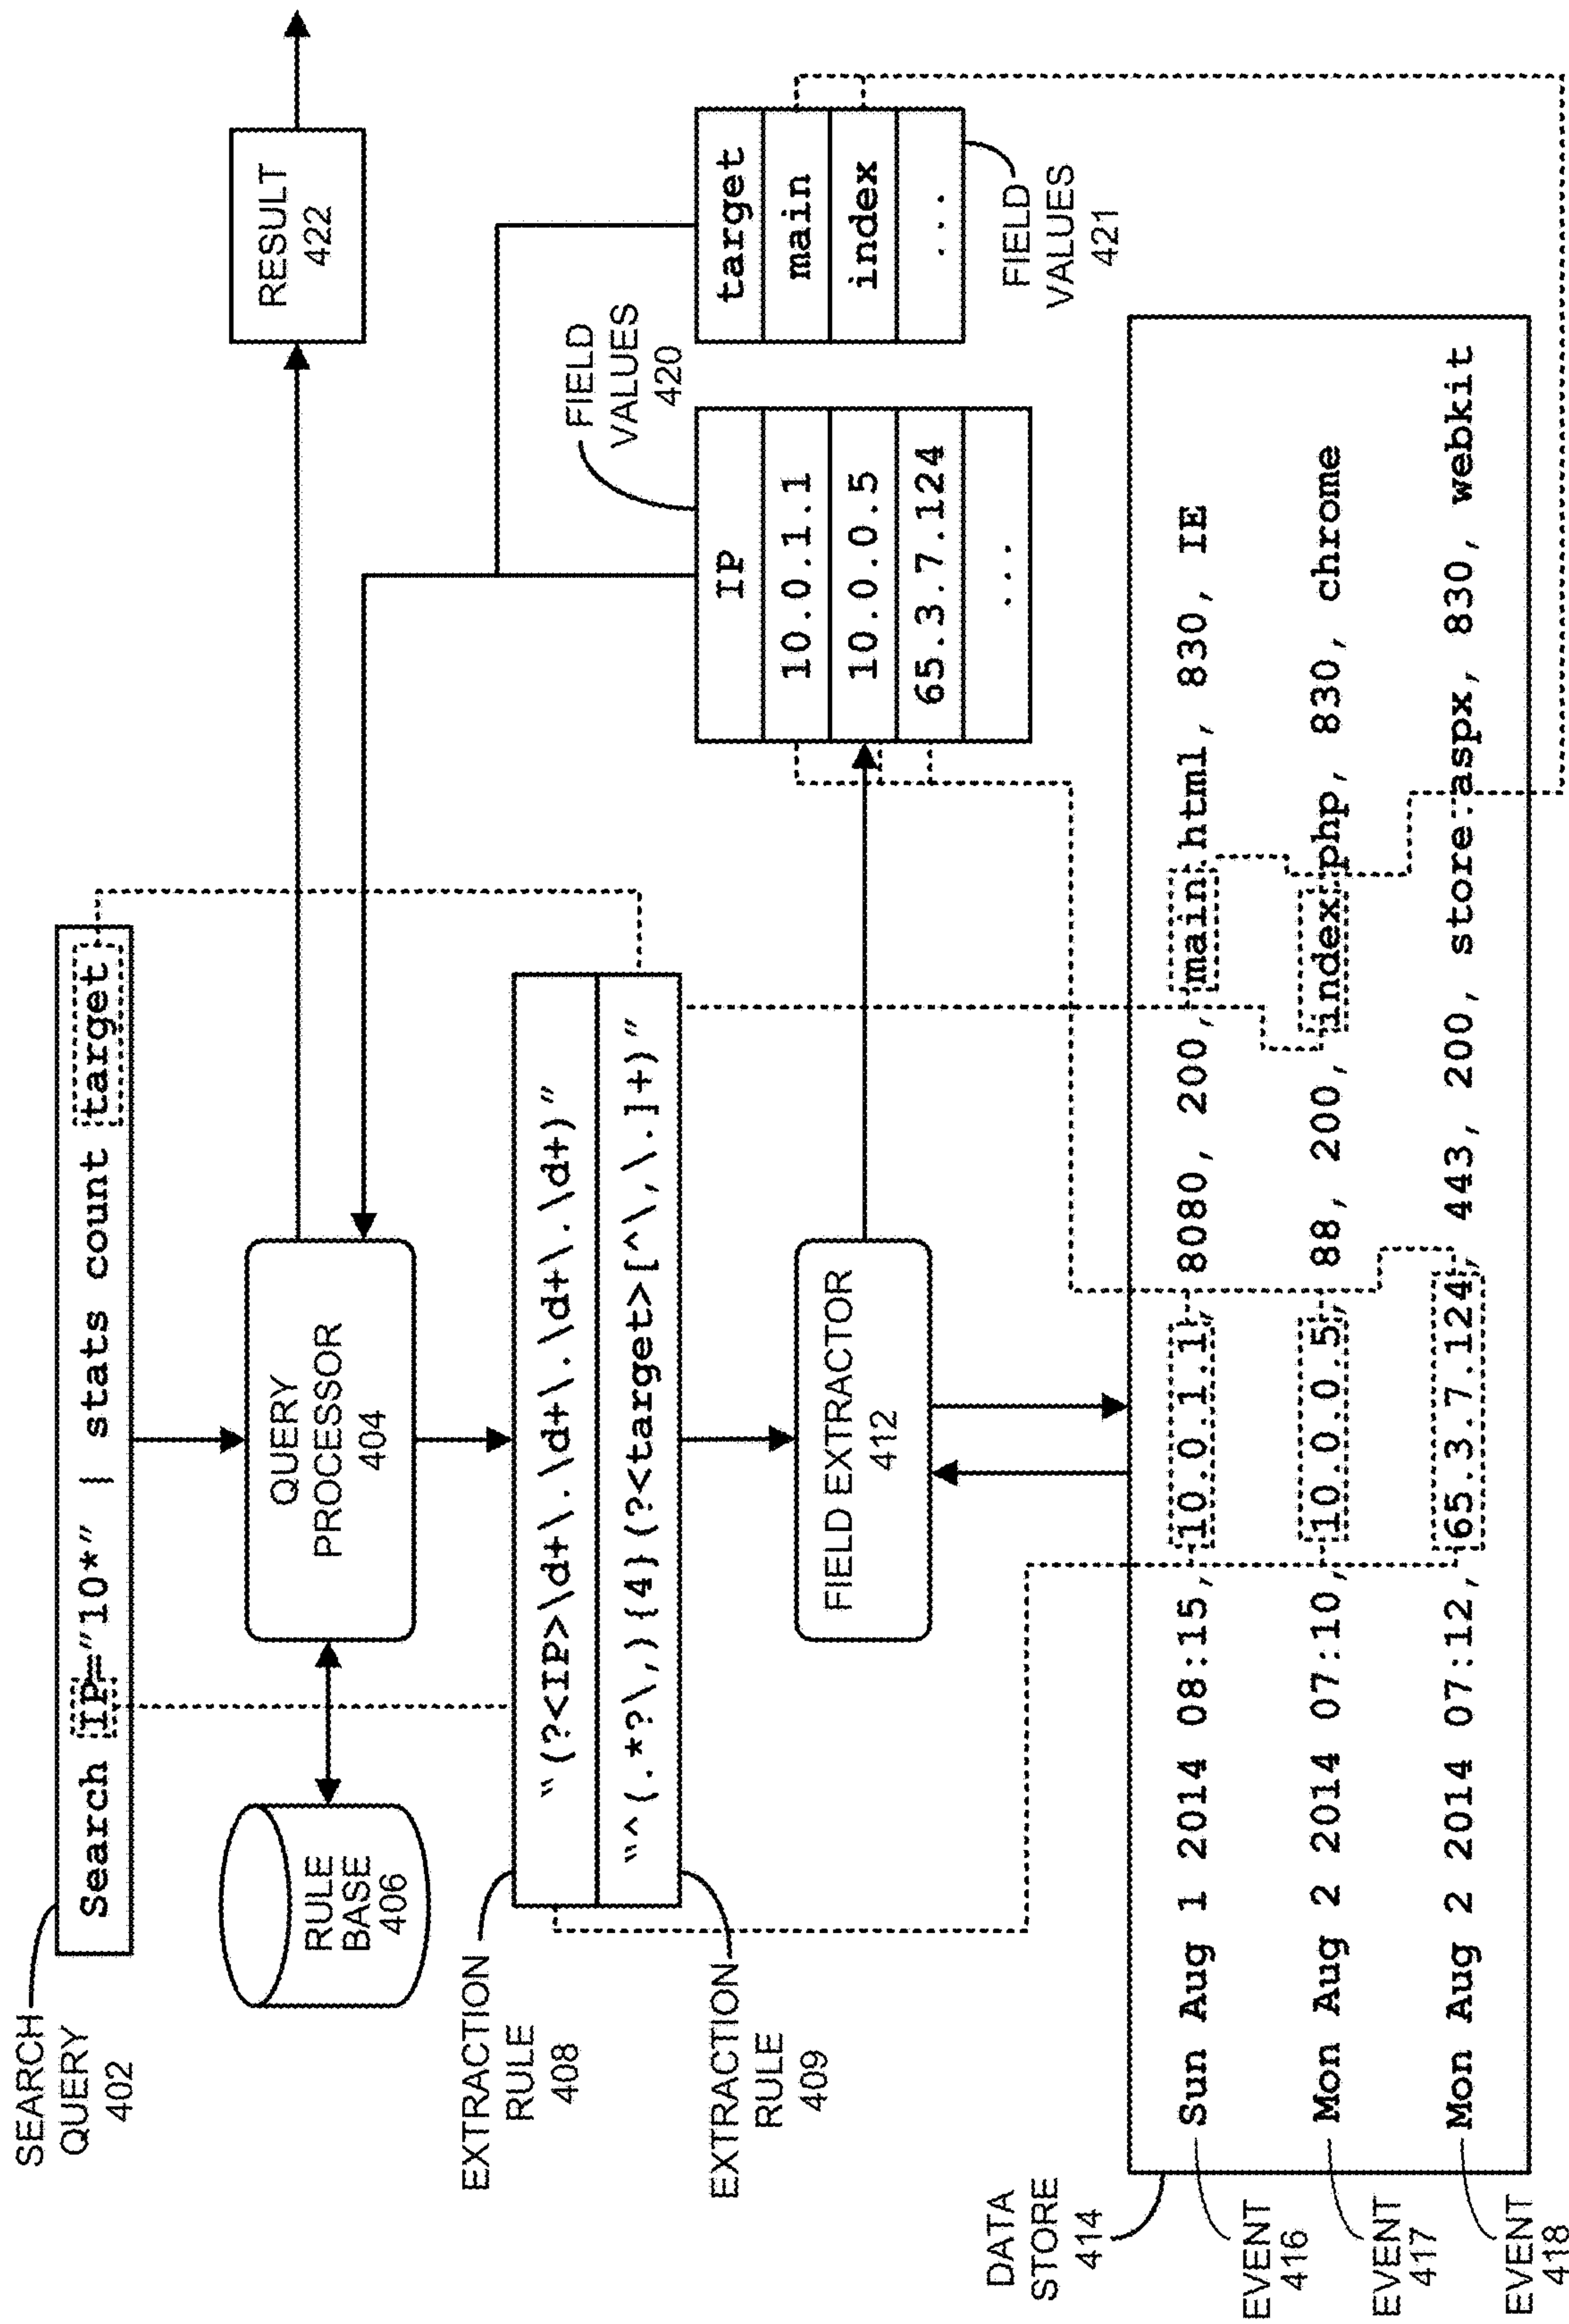 SEARCH
QUERY
402
Search IP="10*" | stats count target
RULE
BASE
406
QUERY
PROCESSOR
404
RESULT
422
EXTRACTION
RULE
408
"(?<IP>\d+\.\d+\.\d+\.\d+)"
EXTRACTION
RULE
409
"^(.*?\,){4}(?<target>[^\,\.]+)"
FIELD EXTRACTOR
412
FIELD
VALUES
420
IP
10.0.1.1
10.0.0.5
65.3.7.124
...
target
main
index
...
FIELD
VALUES
421
DATA
STORE
414
EVENT
416
Sun Aug 1 2014 08:15, 10.0.1.1, 8080, 200, main.html, 830, IE
EVENT
417
Mon Aug 2 2014 07:10, 10.0.0.5, 88, 200, index.php, 830, chrome
EVENT
418
Mon Aug 2 2014 07:12, 65.3.7.124, 443, 200, store.aspx, 830, webkit